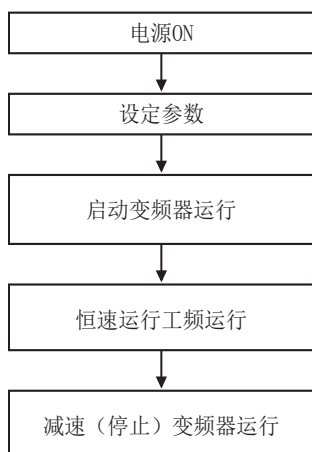 电源ON
设定参数
启动变频器运行
恒速运行工频运行
减速（停止）变频器运行